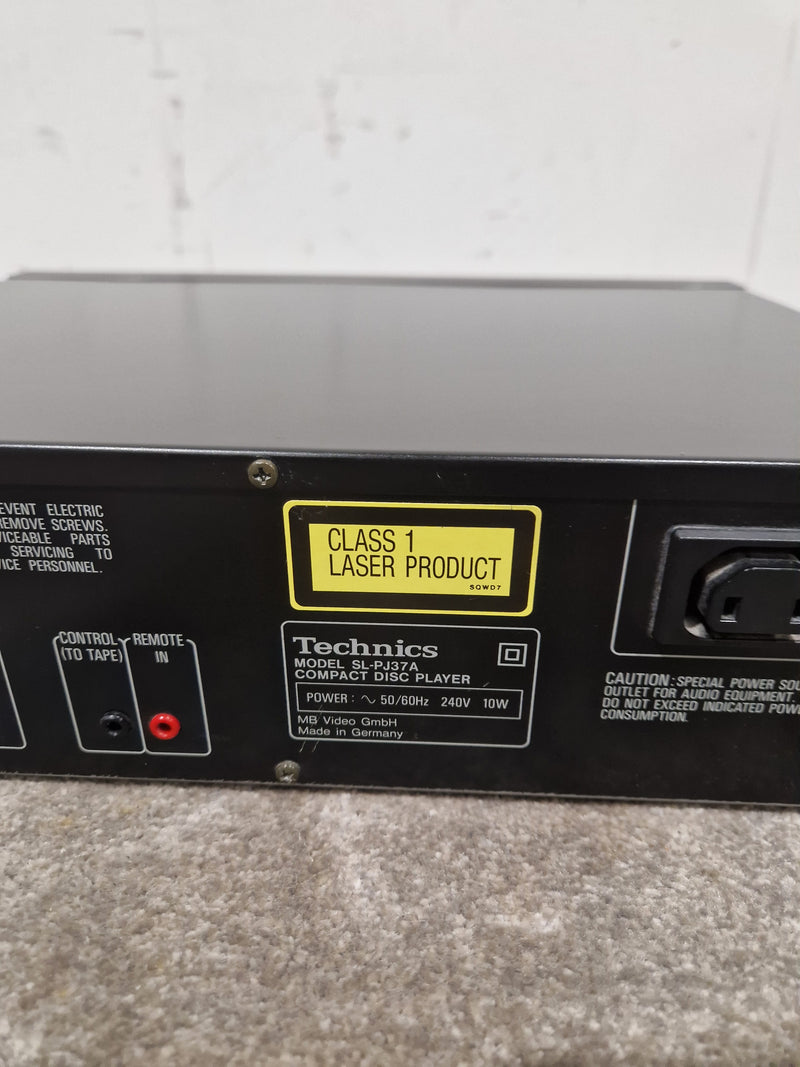 EVENT ELECTRIC
REMOVE SCREWS.
VICEABLE PARTS
SERVICING TO
VICE PERSONNEL.
CLASS 1
LASER PRODUCT
SQWD7
CONTROL
(TO TAPE)
REMOTE
IN
Technics
MODEL SL-PJ37A
COMPACT DISC PLAYER
POWER: ∿ 50/60Hz 240V 10W
MB Video GmbH
Made in Germany
CAUTION: SPECIAL POWER SOU
OUTLET FOR AUDIO EQUIPMENT.
DO NOT EXCEED INDICATED POWE
CONSUMPTION.